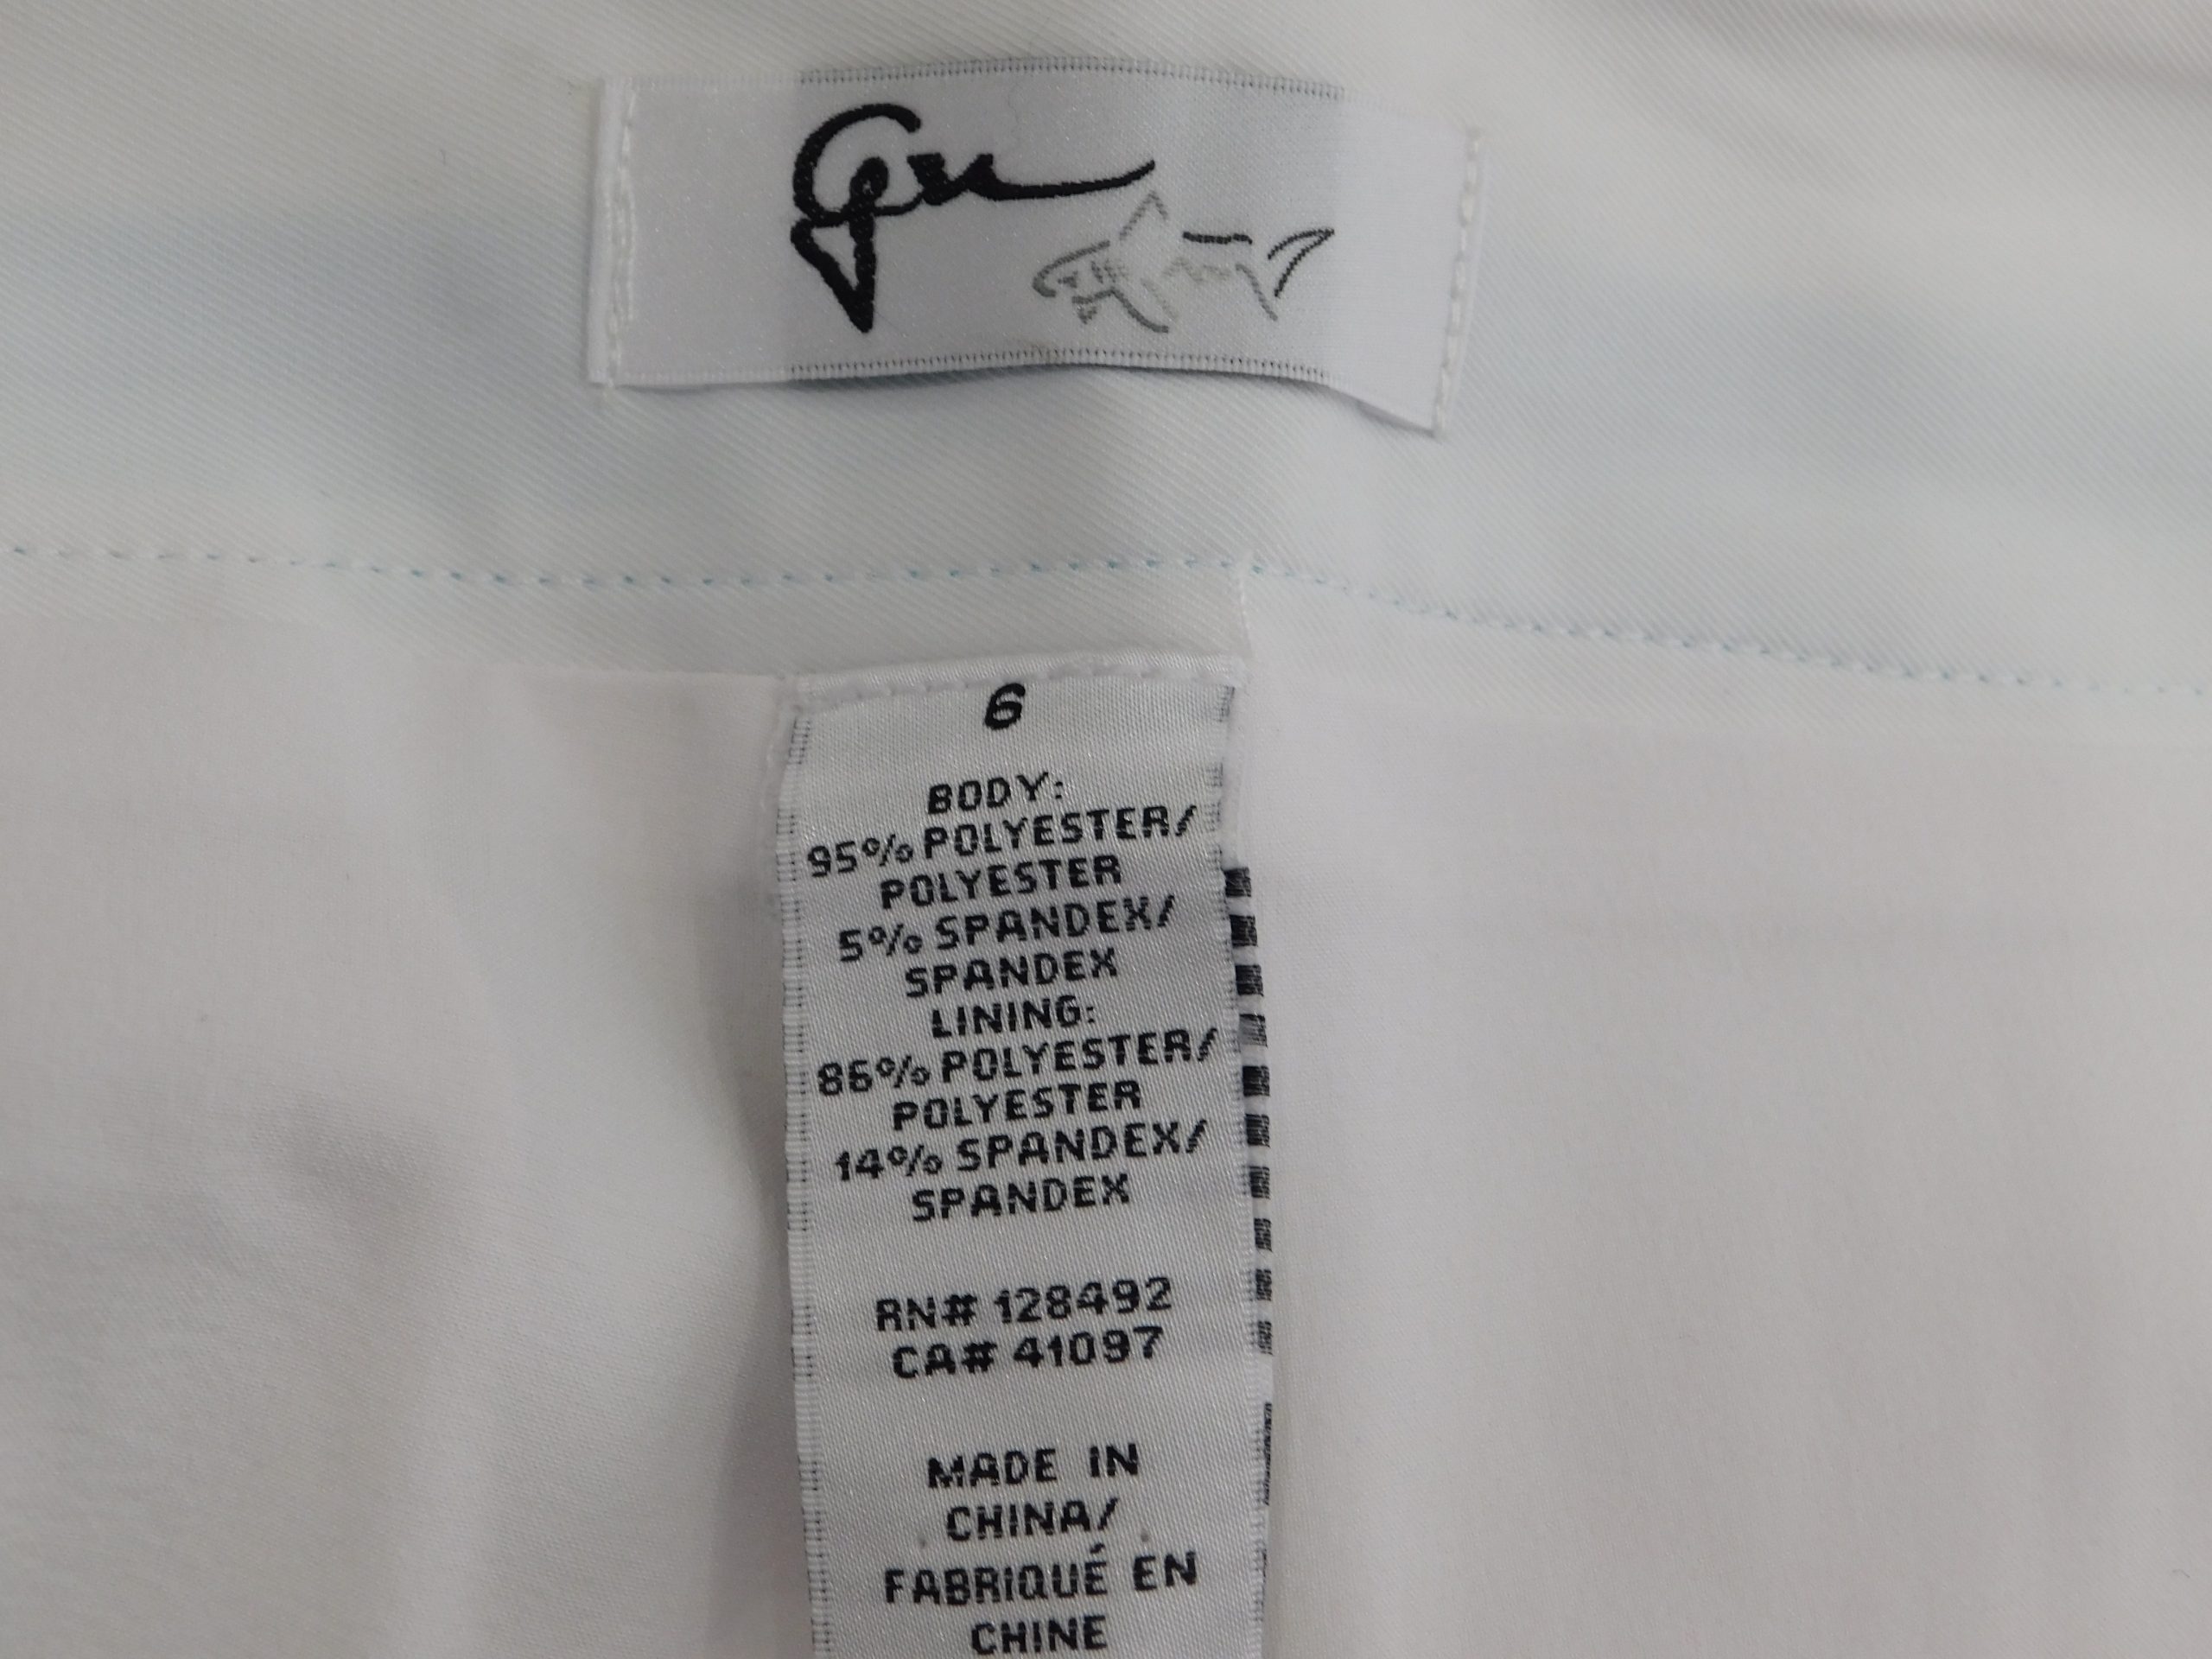 6
BODY:
95% POLYESTER/
POLYESTER
5% SPANDEX/
SPANDEX
LINING:
86% POLYESTER/
POLYESTER
14% SPANDEX/
SPANDEX
RN# 128492
CA# 41097
MADE IN
CHINA/
FABRIQUÉ EN
CHINE